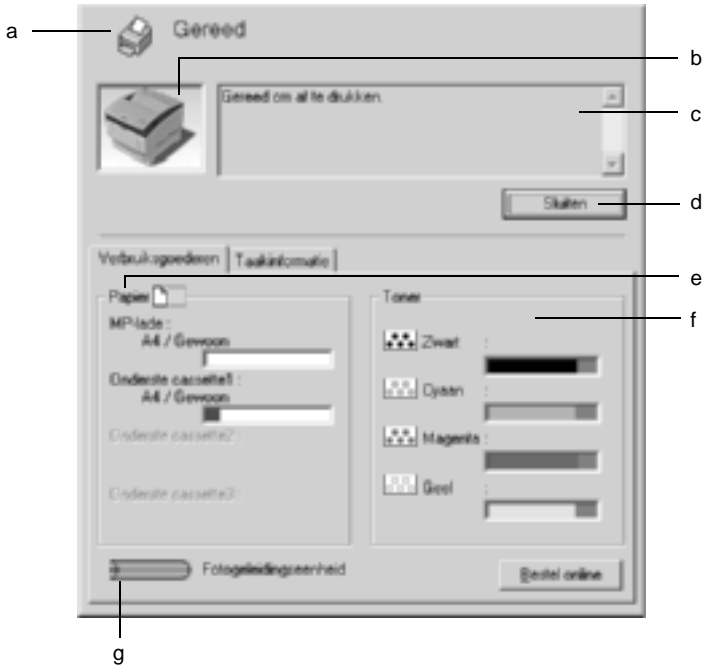 a
Gereed
b
Gereed om af te drukken.
c
Sluiten
d
Verbruiksgoederen
Taakinformatie
e
Papier
Toner
f
MP-lade :
A4 / Gewoon
Zwart :
Onderste cassette1 :
A4 / Gewoon
Cyaan :
Onderste cassette2 :
Magenta :
Onderste cassette3 :
Geel :
Fotogeleidingseenheid
Bestel online
g